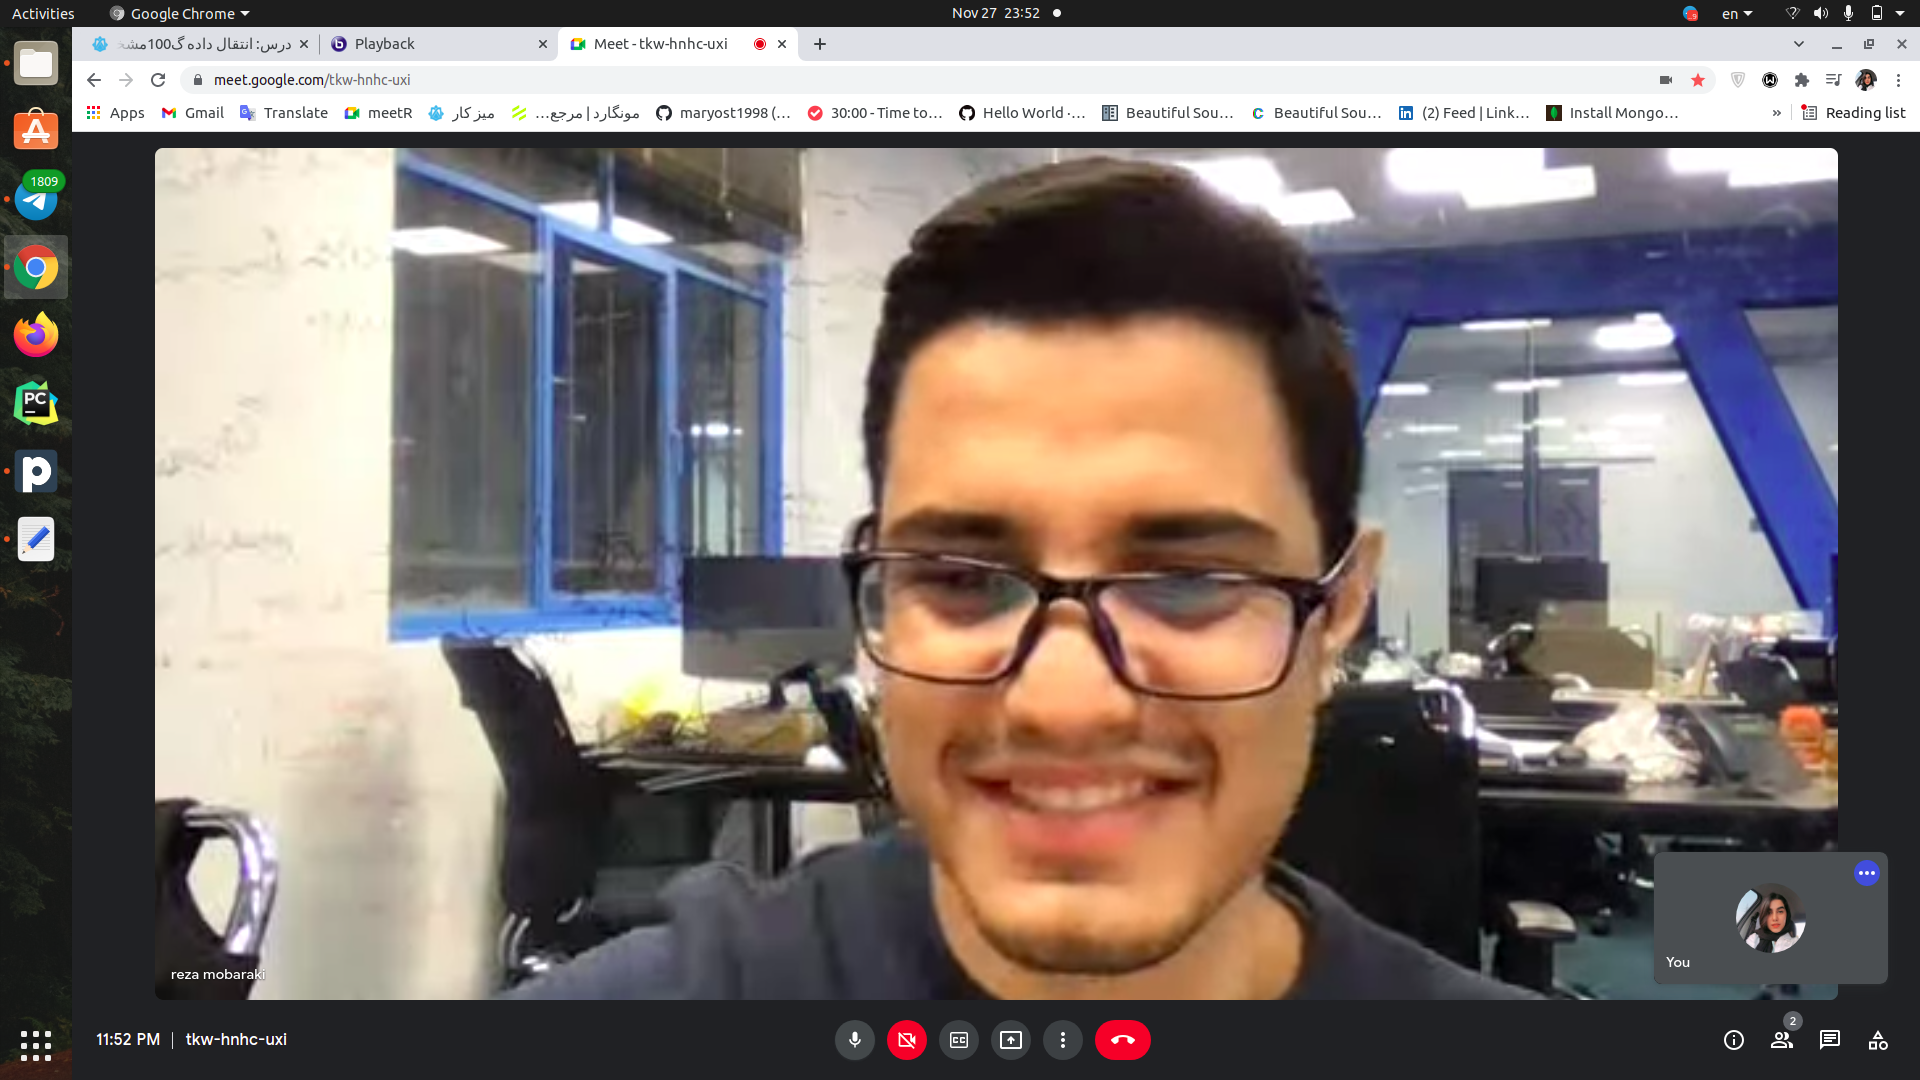 Activities
Google Chrome
Nov 27 23:52
en
درس: انتقال داده گ100مشخ
Playback
Meet - tkw-hnhc-uxi
meet.google.com/tkw-hnhc-uxi
Apps
Gmail
Translate
meetR
میز کار
مونگارد | مرجع...
maryost1998 (...
30:00 - Time to...
Hello World ·...
Beautiful Sou...
Beautiful Sou...
(2) Feed | Link...
Install Mongo...
»
Reading list
1809
PC
reza mobaraki
You
11:52 PM | tkw-hnhc-uxi
CC
2